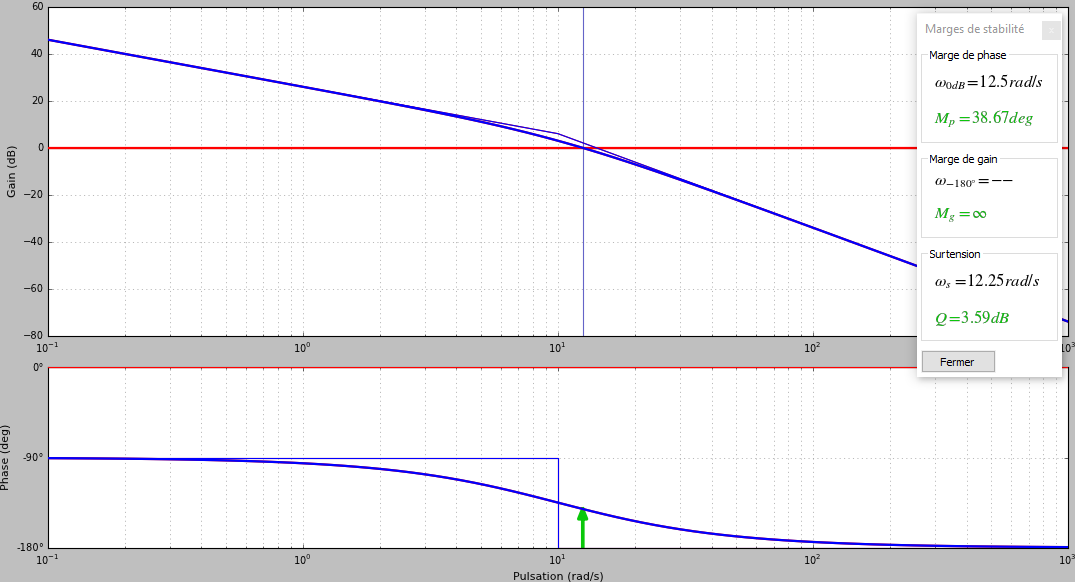 60
40
20
0
−20
−40
−60
−80
Gain (dB)
10⁻¹ 10⁰ 10¹ 10² 10³
Marges de stabilité
Marge de phase
ω0dB=12.5rad/s
Mp=38.67deg
Marge de gain
ω−180°=−−
Mg=∞
Surtension
ωs=12.25rad/s
Q=3.59dB
Fermer
0°
-90°
-180°
Phase (deg)
10⁻¹ 10⁰ 10¹ 10² 10³
Pulsation (rad/s)